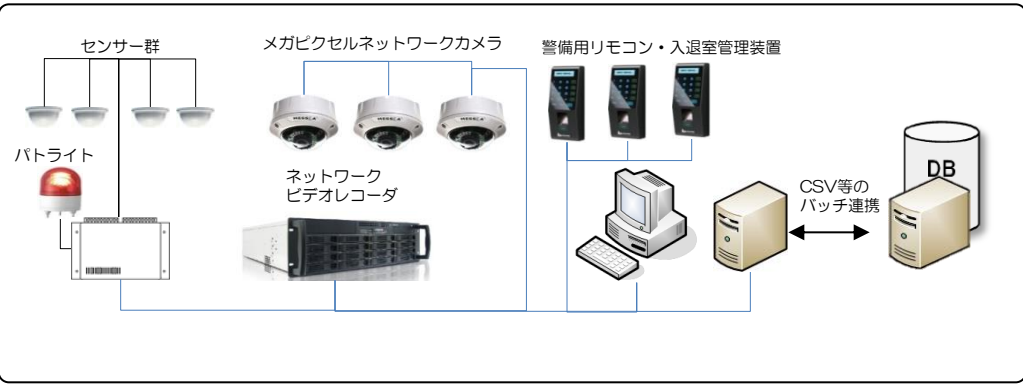 センサー群
メガピクセルネットワークカメラ
警備用リモコン・入退室管理装置
パトライト
ネットワーク
ビデオレコーダ
DB
CSV等の
バッチ連携